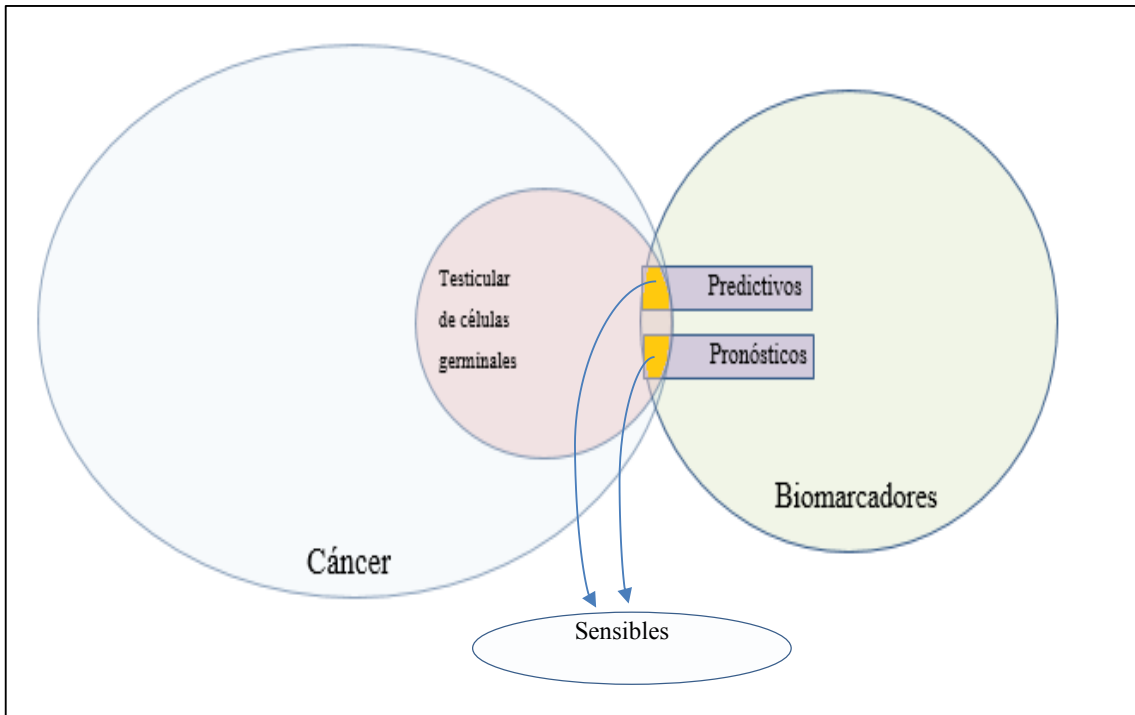 Testicular
de células
germinales
Predictivos
Pronósticos
Biomarcadores
Cáncer
Sensibles